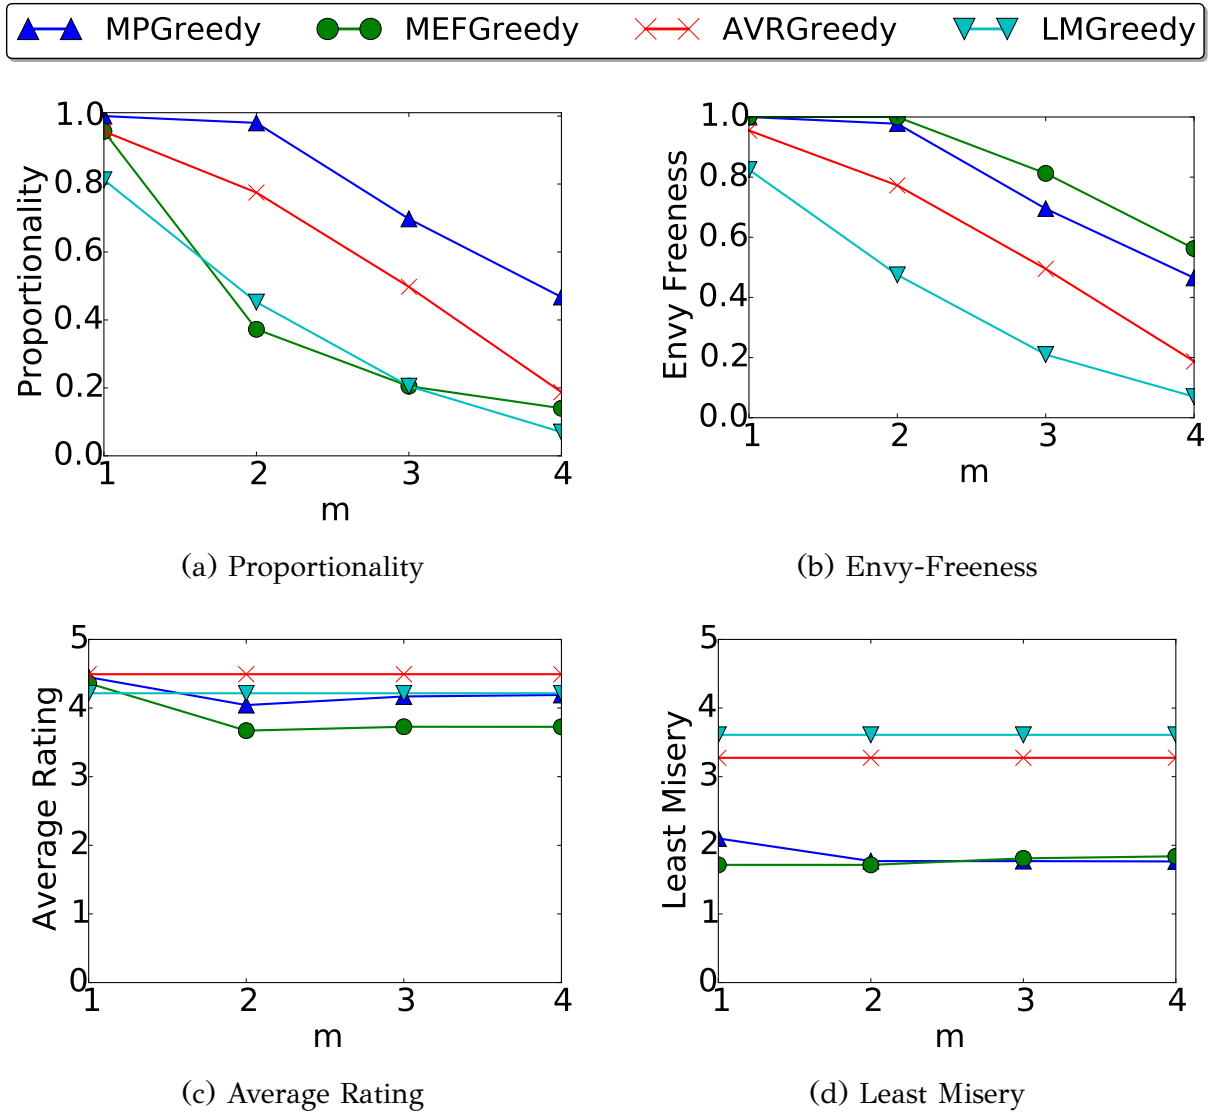 MPGreedy MEFGreedy AVRGreedy LMGreedy
Proportionality
1.0
0.8
0.6
0.4
0.2
0.0
1 2 3 4
m
(a) Proportionality
Envy Freeness
1.0
0.8
0.6
0.4
0.2
0.0
1 2 3 4
m
(b) Envy-Freeness
Average Rating
5
4
3
2
1
0
1 2 3 4
m
(c) Average Rating
Least Misery
5
4
3
2
1
0
1 2 3 4
m
(d) Least Misery